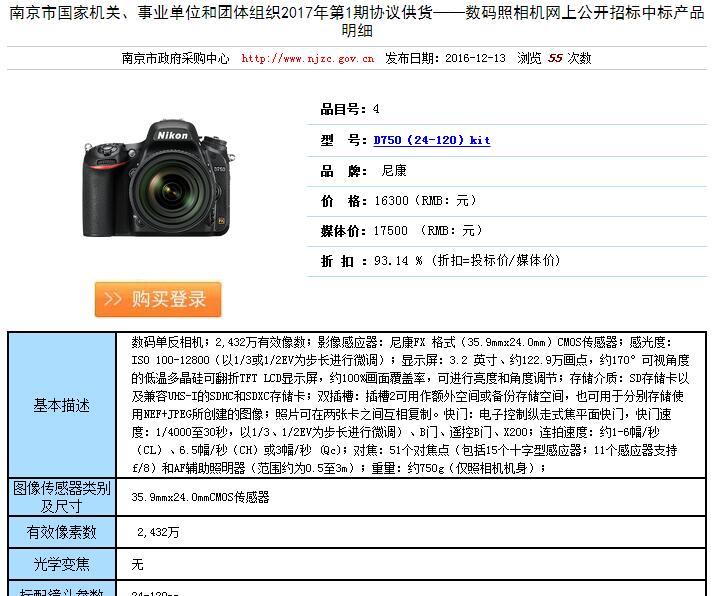 南京市国家机关、事业单位和团体组织2017年第1期协议供货——数码照相机网上公开招标中标产品
明细
南京市政府采购中心 http://www.njzc.gov.cn 发布日期：2016-12-13 浏览 55 次数
Nikon
D750
品目号：4
型 号：D750（24-120）kit
品 牌： 尼康
价 格：16300（RMB：元）
媒体价：17500 （RMB：元）
折 扣 ：93.14 % (折扣=投标价/媒体价)
>> 购买登录
基本描述
数码单反相机；2,432万有效像数；影像感应器：尼康FX 格式（35.9mmx24.0mm）CMOS传感器；感光度：
ISO 100-12800（以1/3或1/2EV为步长进行微调）；显示屏：3.2 英寸、约122.9万画点，约170°可视角度
的低温多晶硅可翻折TFT LCD显示屏，约100%画面覆盖率，可进行亮度和角度调节；存储介质：SD存储卡以
及兼容UHS-I的SDHC和SDXC存储卡；双插槽：插槽2可用作额外空间或备份存储空间，也可用于分别存储使
用NEF+JPEG所创建的图像；照片可在两张卡之间互相复制。快门：电子控制纵走式焦平面快门，快门速
度：1/4000至30秒，以1/3、1/2EV为步长进行微调）、B门、遥控B门、X200；连拍速度：约1-6幅/秒
（CL）、6.5幅/秒（CH）或3幅/秒（Qc）；对焦：51个对焦点（包括15个十字型感应器；11个感应器支持
f/8）和AF辅助照明器（范围约为0.5至3m）；重量：约750g（仅照相机机身）；
图像传感器类别
及尺寸
35.9mmx24.0mmCMOS传感器
有效像素数
2,432万
光学变焦
无
标配镜头参数
24-120mm